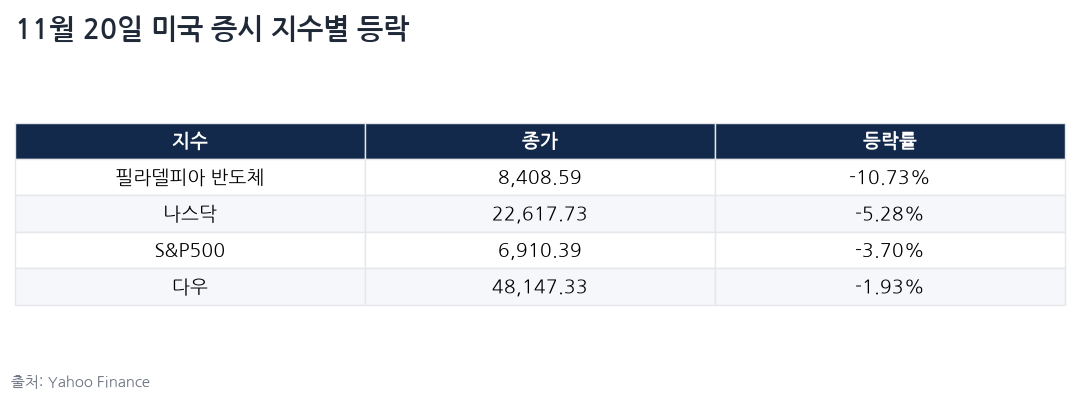 11월 20일 미국 증시 지수별 등락
지수 종가 등락률
필라델피아 반도체 8,408.59 -10.73%
나스닥 22,617.73 -5.28%
S&P500 6,910.39 -3.70%
다우 48,147.33 -1.93%
출처: Yahoo Finance